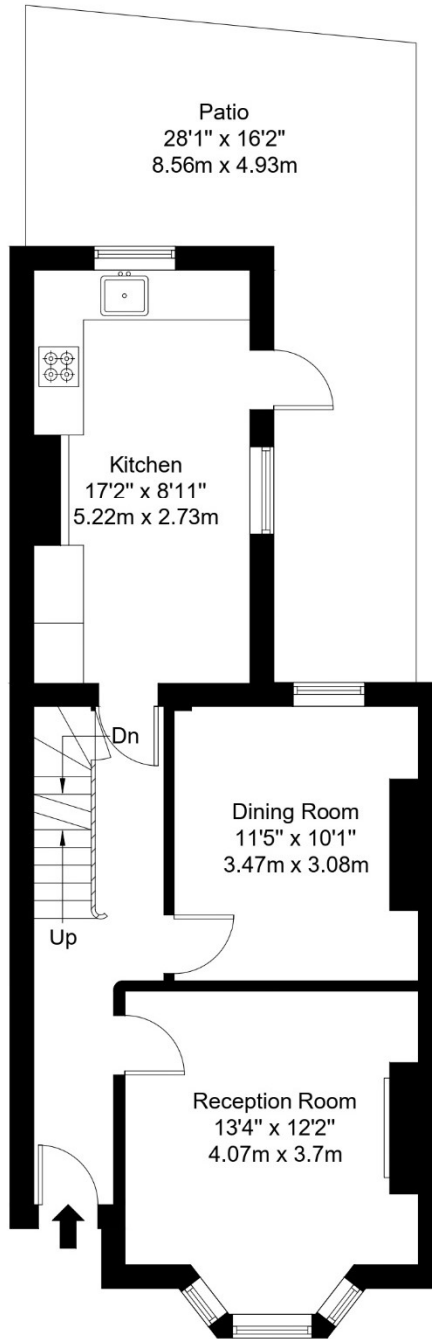 Patio
28'1" x 16'2"
8.56m x 4.93m
Kitchen
17'2" x 8'11"
5.22m x 2.73m
Dn
Dining Room
11'5" x 10'1"
3.47m x 3.08m
Up
Reception Room
13'4" x 12'2"
4.07m x 3.7m